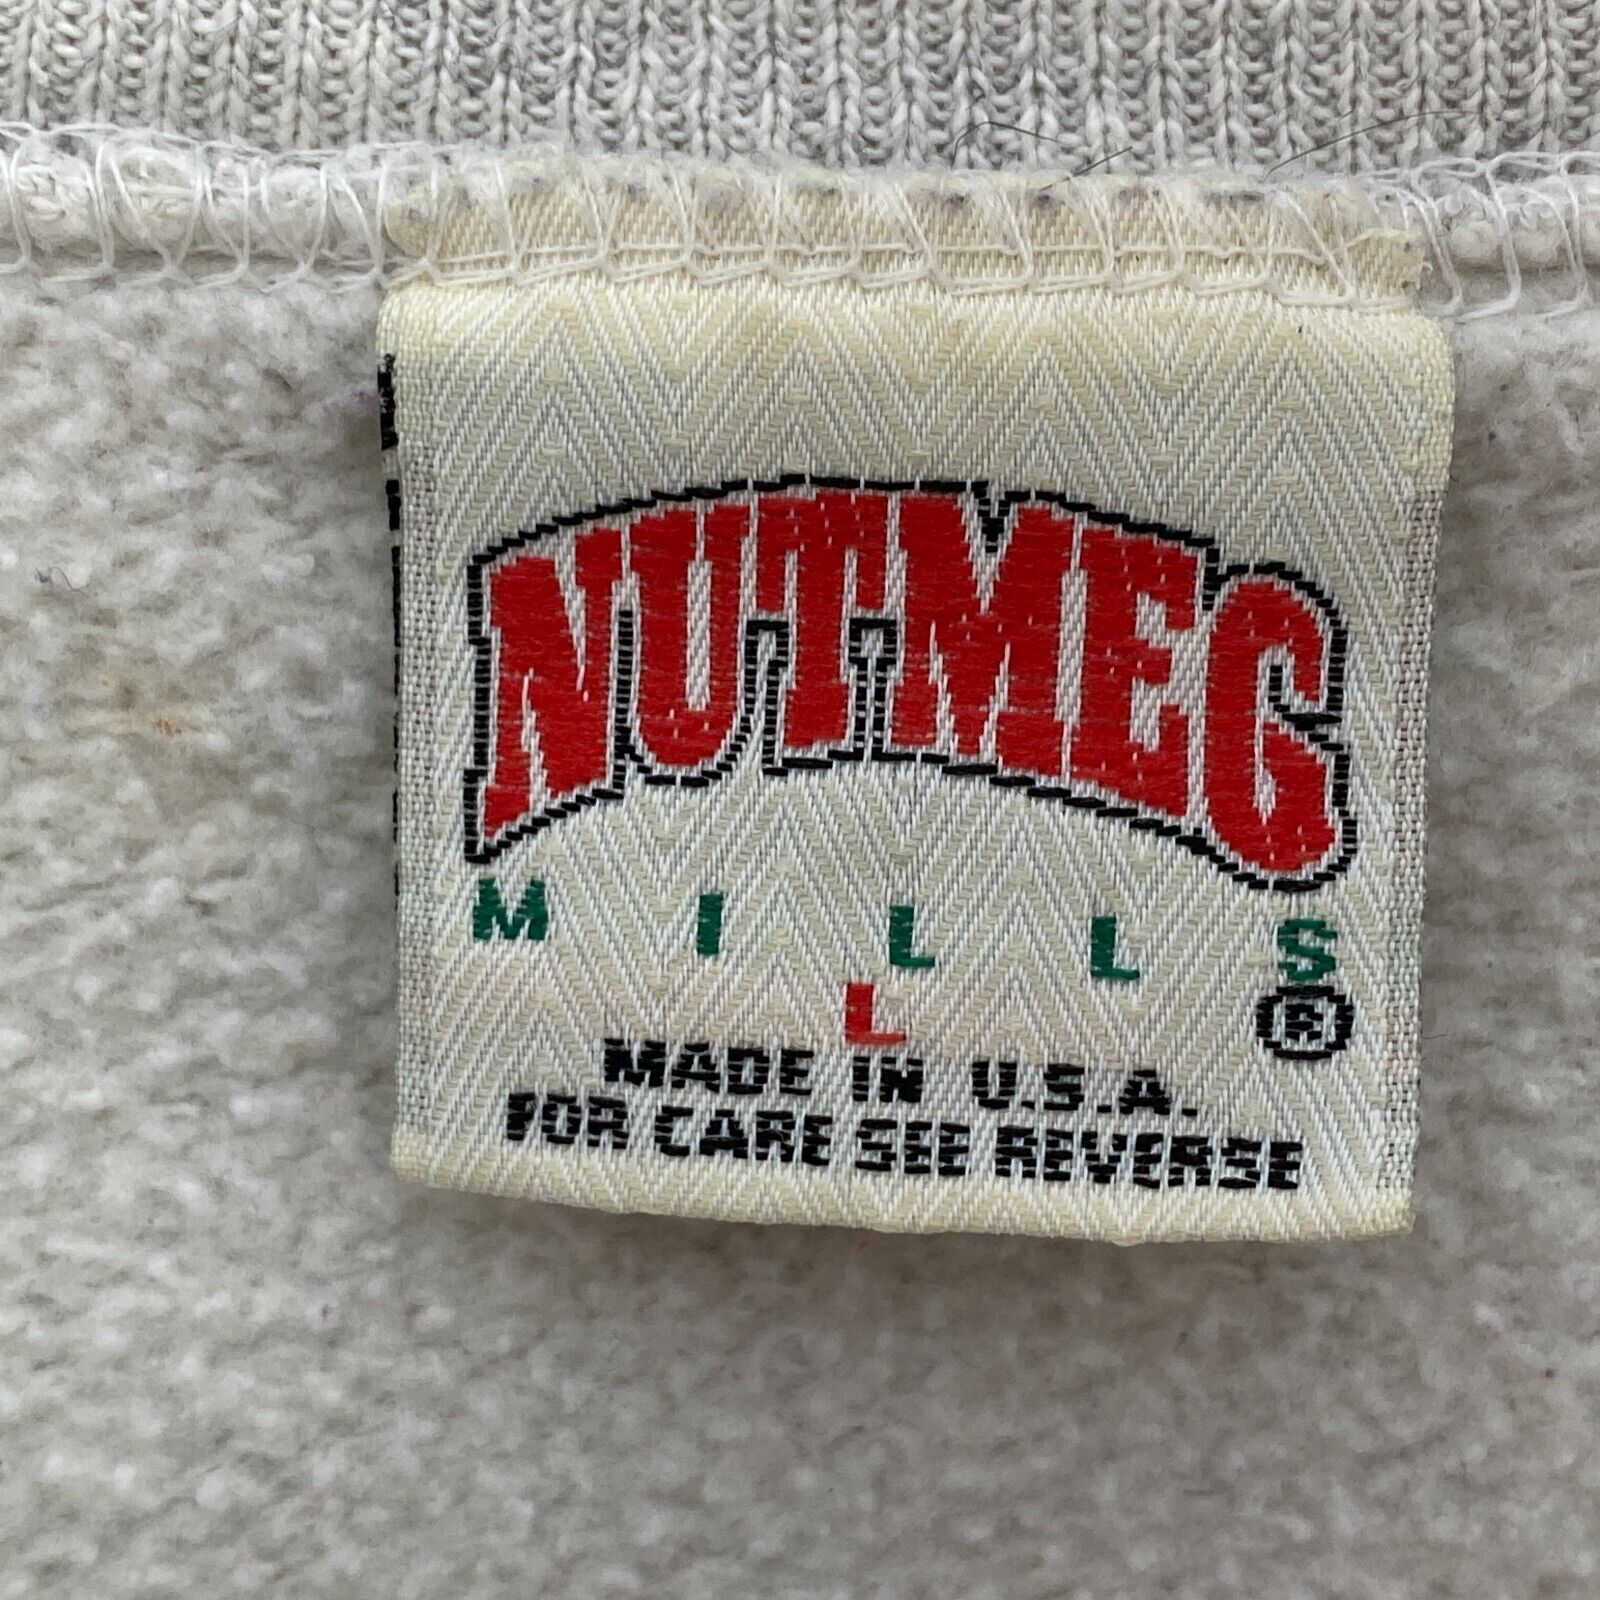 NUTMEG
MILLS®
L
MADE IN U.S.A.
FOR CARE SEE REVERSE